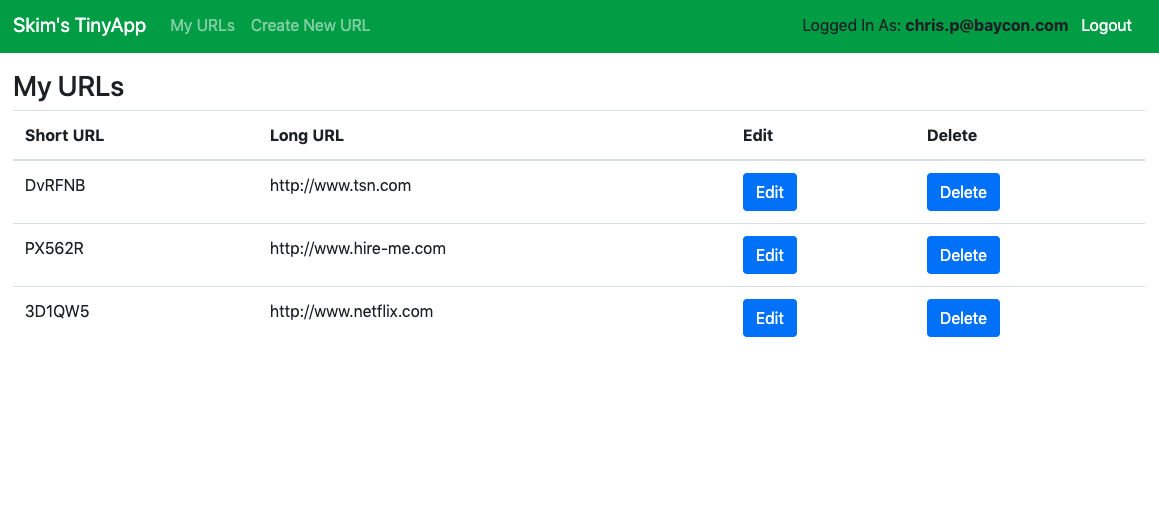 Skim's TinyApp My URLs Create New URL Logged In As: chris.p@baycon.com Logout
My URLs
Short URL Long URL Edit Delete
DvRFNB http://www.tsn.com Edit Delete
PX562R http://www.hire-me.com Edit Delete
3D1QW5 http://www.netflix.com Edit Delete